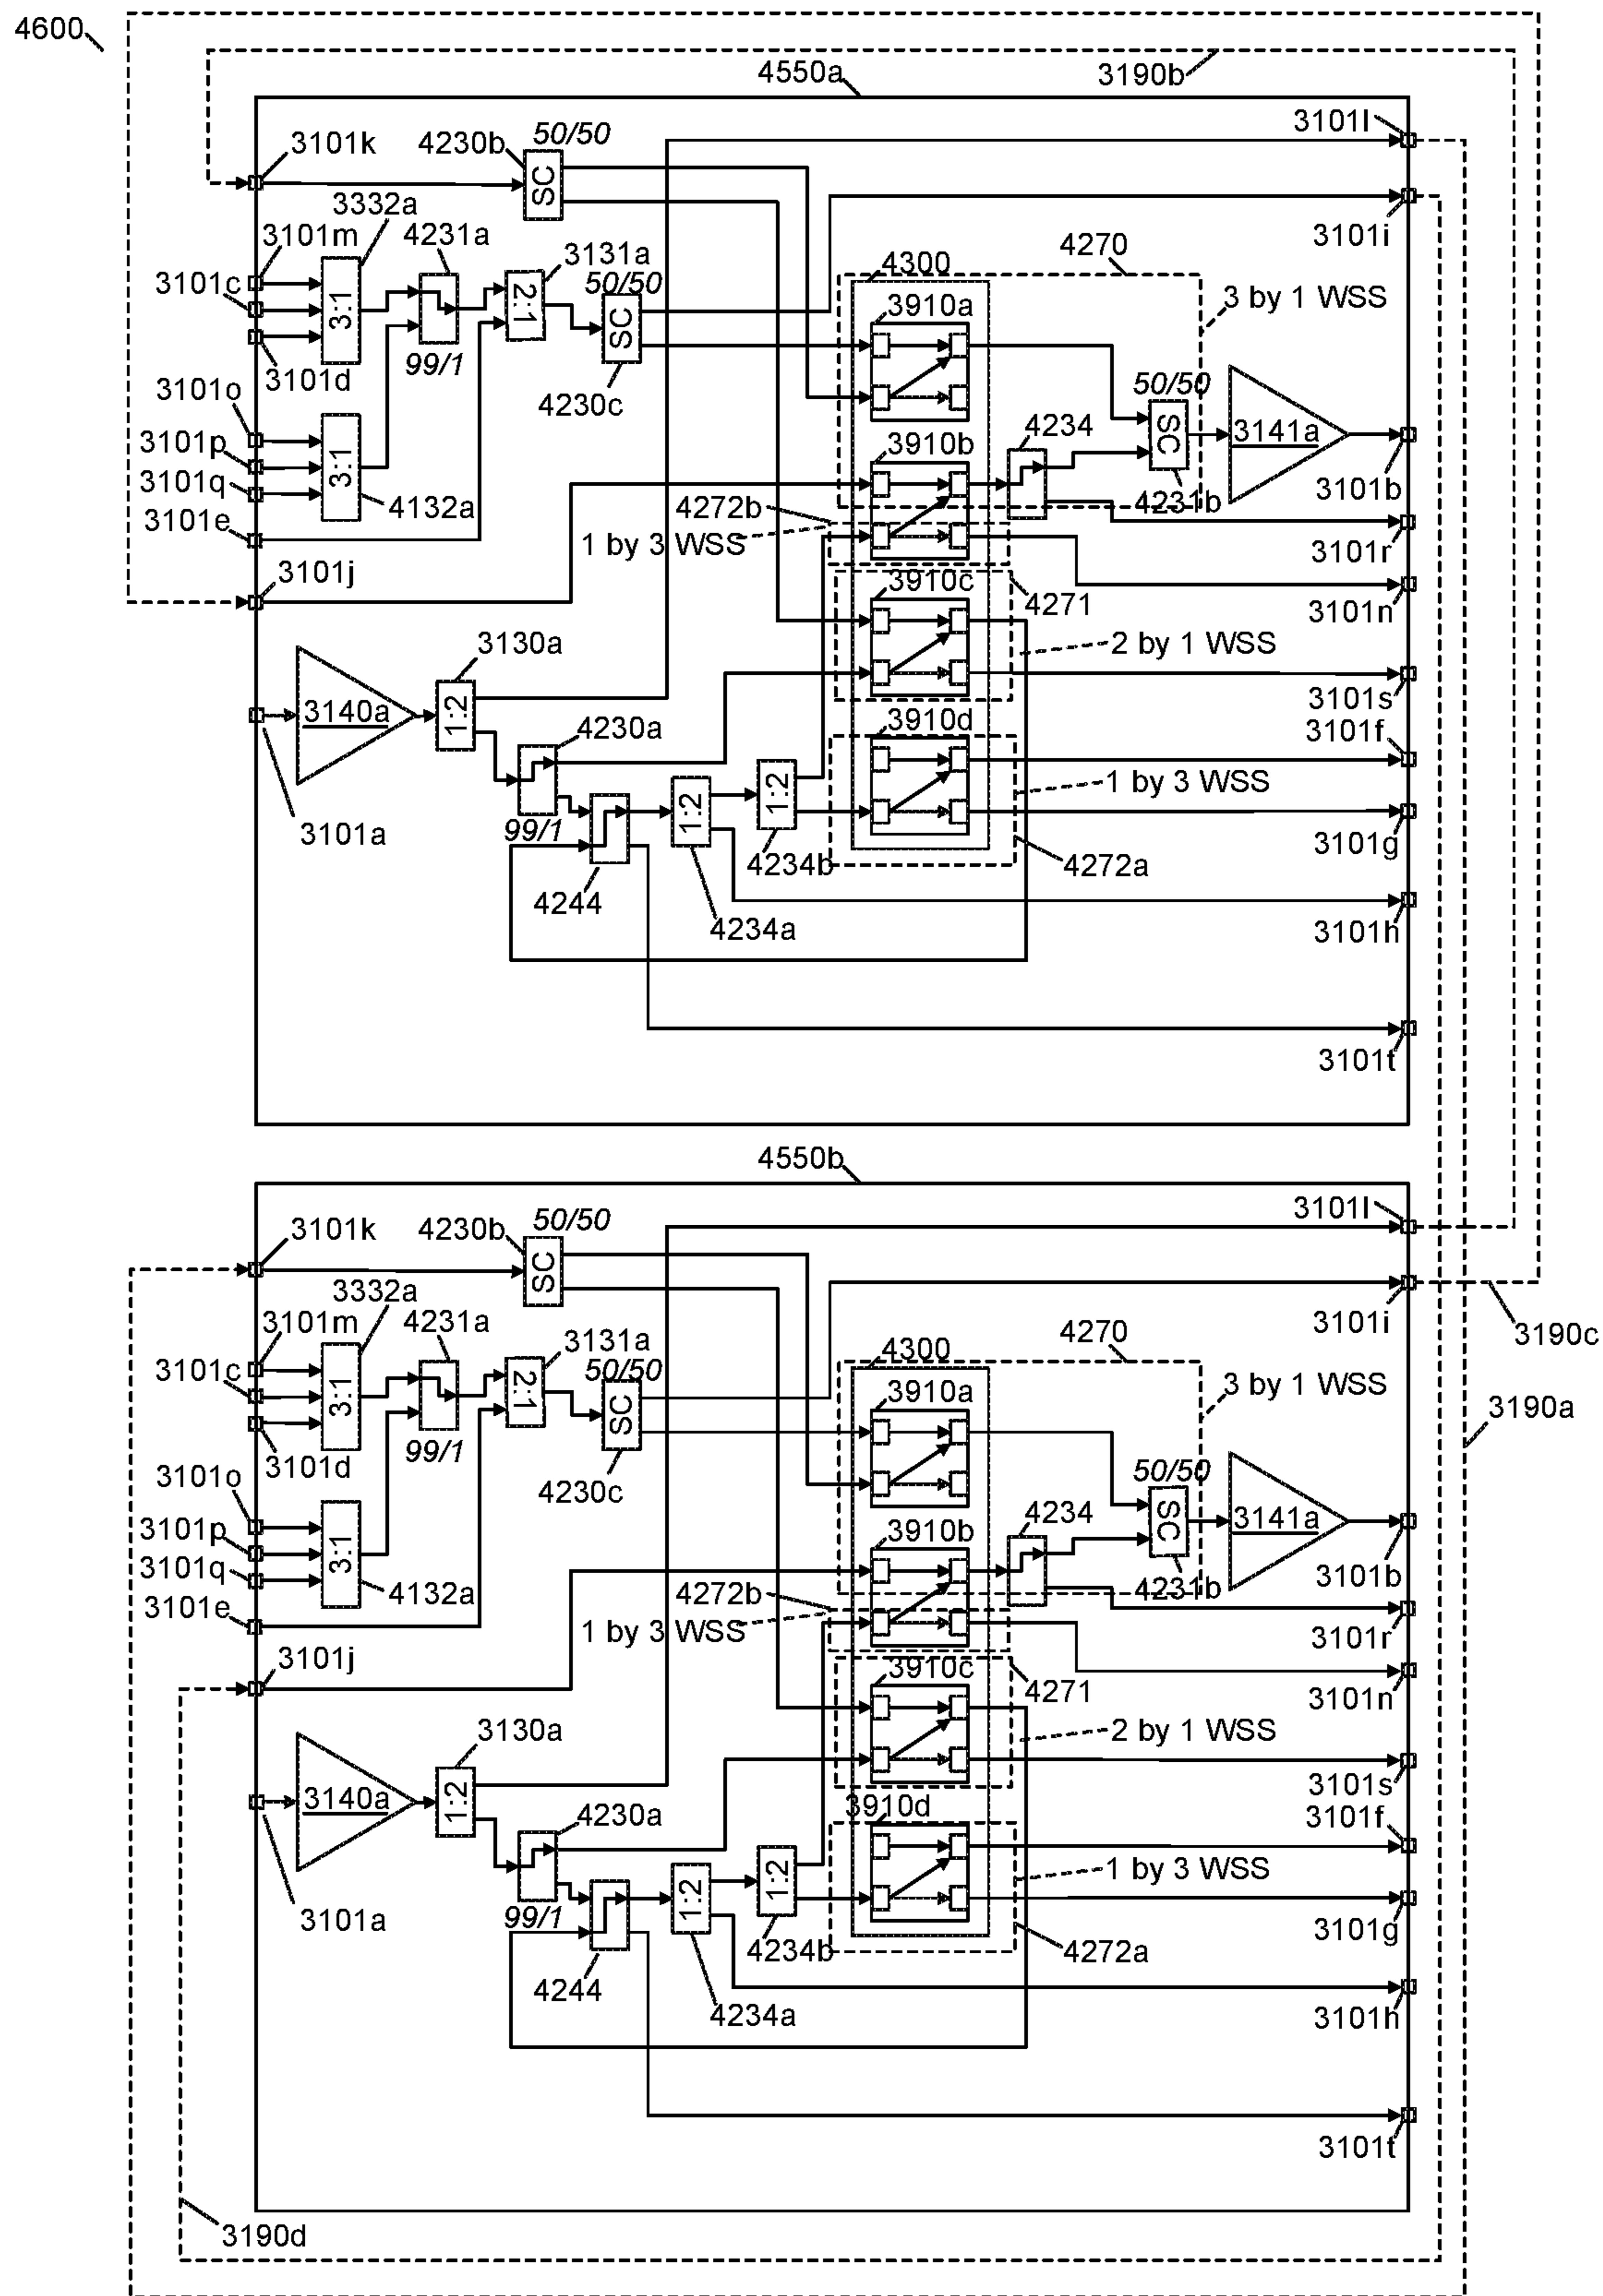 4600
3190b
4550a
3101l
50/50
4230b
3101k
3332a
3101i
3101m
4231a
4270
3131a
4300
3101c
50/50
3 by 1 WSS
SC
3910a
3:1
2:1
SC
99/1
3101d
50/50
3101o
4230c
4234
3141a
3101p
3:1
3910b
SC
3101b
3101q
4132a
4272b
4231b
3101e
1 by 3 WSS
3101r
3101j
3910c
4271
3101n
3130a
2 by 1 WSS
3101s
3140a
1:2
3910d
3101f
4230a
1:2
1:2
1 by 3 WSS
3101a
99/1
3101g
4234b
4272a
4244
4234a
3101h
3101t
4550b
3101l
50/50
4230b
3101k
SC
3332a
3101i
3190c
3101m
4231a
4270
3131a
4300
3101c
50/50
3 by 1 WSS
3910a
3190a
3:1
2:1
SC
99/1
3101d
50/50
3101o
4230c
4234
3141a
3101p
3:1
3910b
SC
3101b
3101q
4132a
4272b
4231b
3101e
1 by 3 WSS
3101r
3101j
3910c
4271
3101n
3130a
2 by 1 WSS
3101s
3140a
1:2
3910d
3101f
4230a
1:2
1:2
1 by 3 WSS
3101a
99/1
3101g
4234b
4272a
4244
4234a
3101h
3101t
3190d